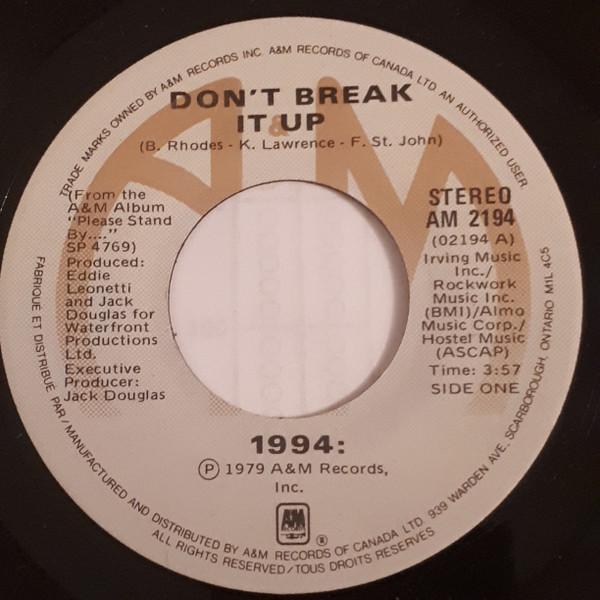 TRADE MARKS OWNED BY A&M RECORDS INC. A&M RECORDS OF CANADA LTD AN AUTHORIZED USER
DON'T BREAK
IT UP
(B. Rhodes - K. Lawrence - F. St. John)
(From the
A&M Album
"Please Stand
By...."
SP 4769)
Produced:
Eddie
Leonetti
and Jack
Douglas for
Waterfront
Productions
Ltd.
Executive
Producer:
Jack Douglas
STEREO
AM 2194
(02194 A)
Irving Music
Inc./
Rockwork
Music Inc.
(BMI)/Almo
Music Corp./
Hostel Music
(ASCAP)
Time: 3:57
SIDE ONE
1994:
Ⓟ 1979 A&M Records,
Inc.
A&M
RECORDS
®
FABRIQUE ET DISTRIBUÉ PAR/MANUFACTURED AND DISTRIBUTED BY A&M RECORDS OF CANADA LTD 939 WARDEN AVE. SCARBOROUGH, ONTARIO M1L 4C5
ALL RIGHTS RESERVED/TOUS DROITS RESERVES